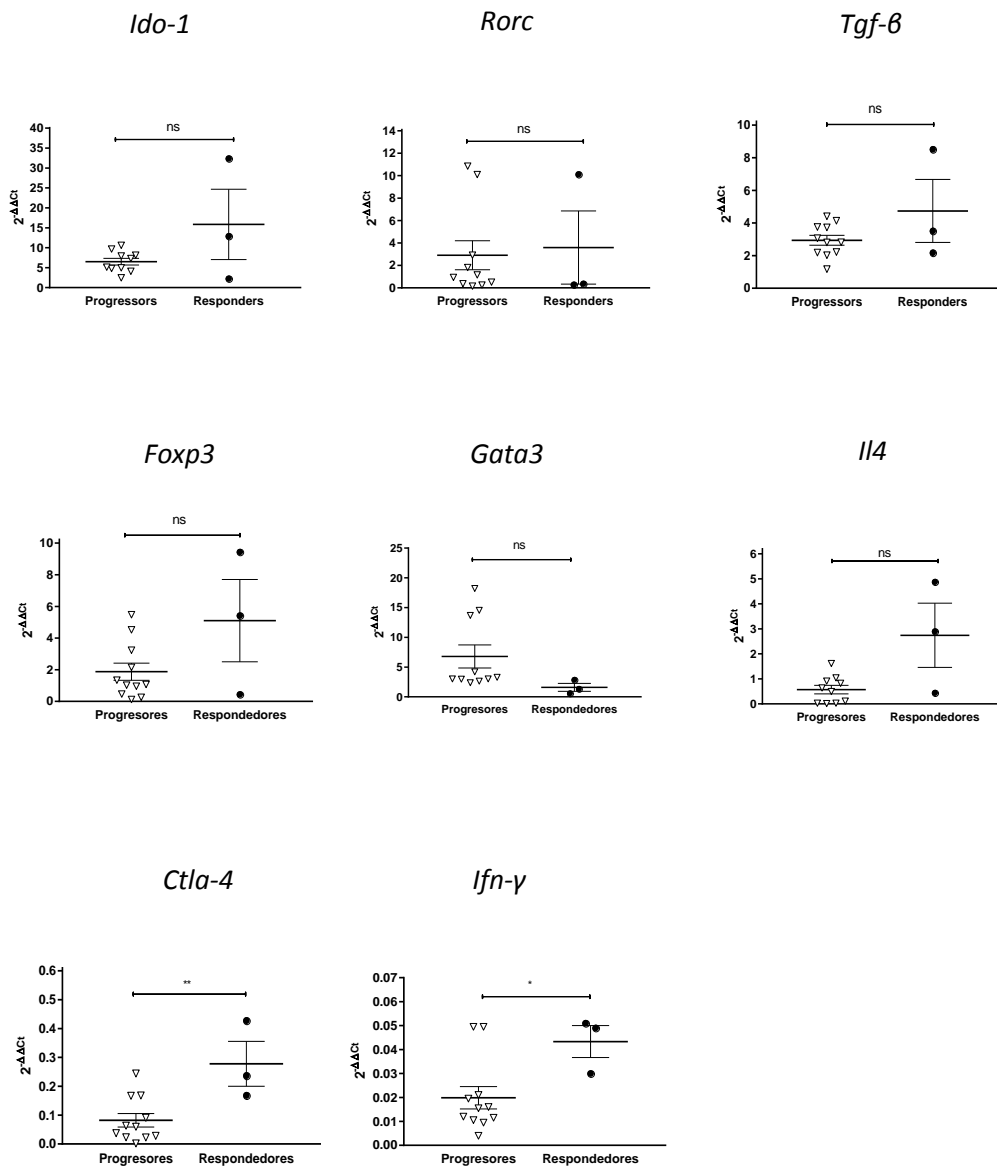 Ido-1
ns
2^-ΔΔCt
40
35
30
25
20
15
10
5
0
Progressors Responders
Rorc
ns
2^-ΔΔCt
14
12
10
8
6
4
2
0
Progressors Responders
Tgf-β
ns
2^-ΔΔCt
10
8
6
4
2
0
Progressors Responders
Foxp3
ns
2^-ΔΔCt
10
8
6
4
2
0
Progresores Respondedores
Gata3
ns
2^-ΔΔCt
25
20
15
10
5
0
Progresores Respondedores
Il4
ns
2^-ΔΔCt
6
5
4
3
2
1
0
Progresores Respondedores
Ctla-4
**
2^-ΔΔCt
0.6
0.5
0.4
0.3
0.2
0.1
0.0
Progresores Respondedores
Ifn-γ
*
2^-ΔΔCt
0.07
0.06
0.05
0.04
0.03
0.02
0.01
0.00
Progresores Respondedores